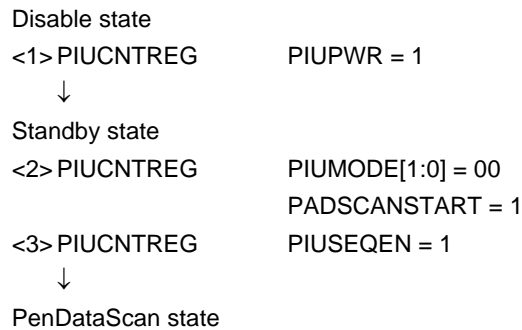 Disable state
<1> PIUCNTREG PIUPWR = 1
↓
Standby state
<2> PIUCNTREG PIUMODE[1:0] = 00
PADSCANSTART = 1
<3> PIUCNTREG PIUSEQEN = 1
↓
PenDataScan state